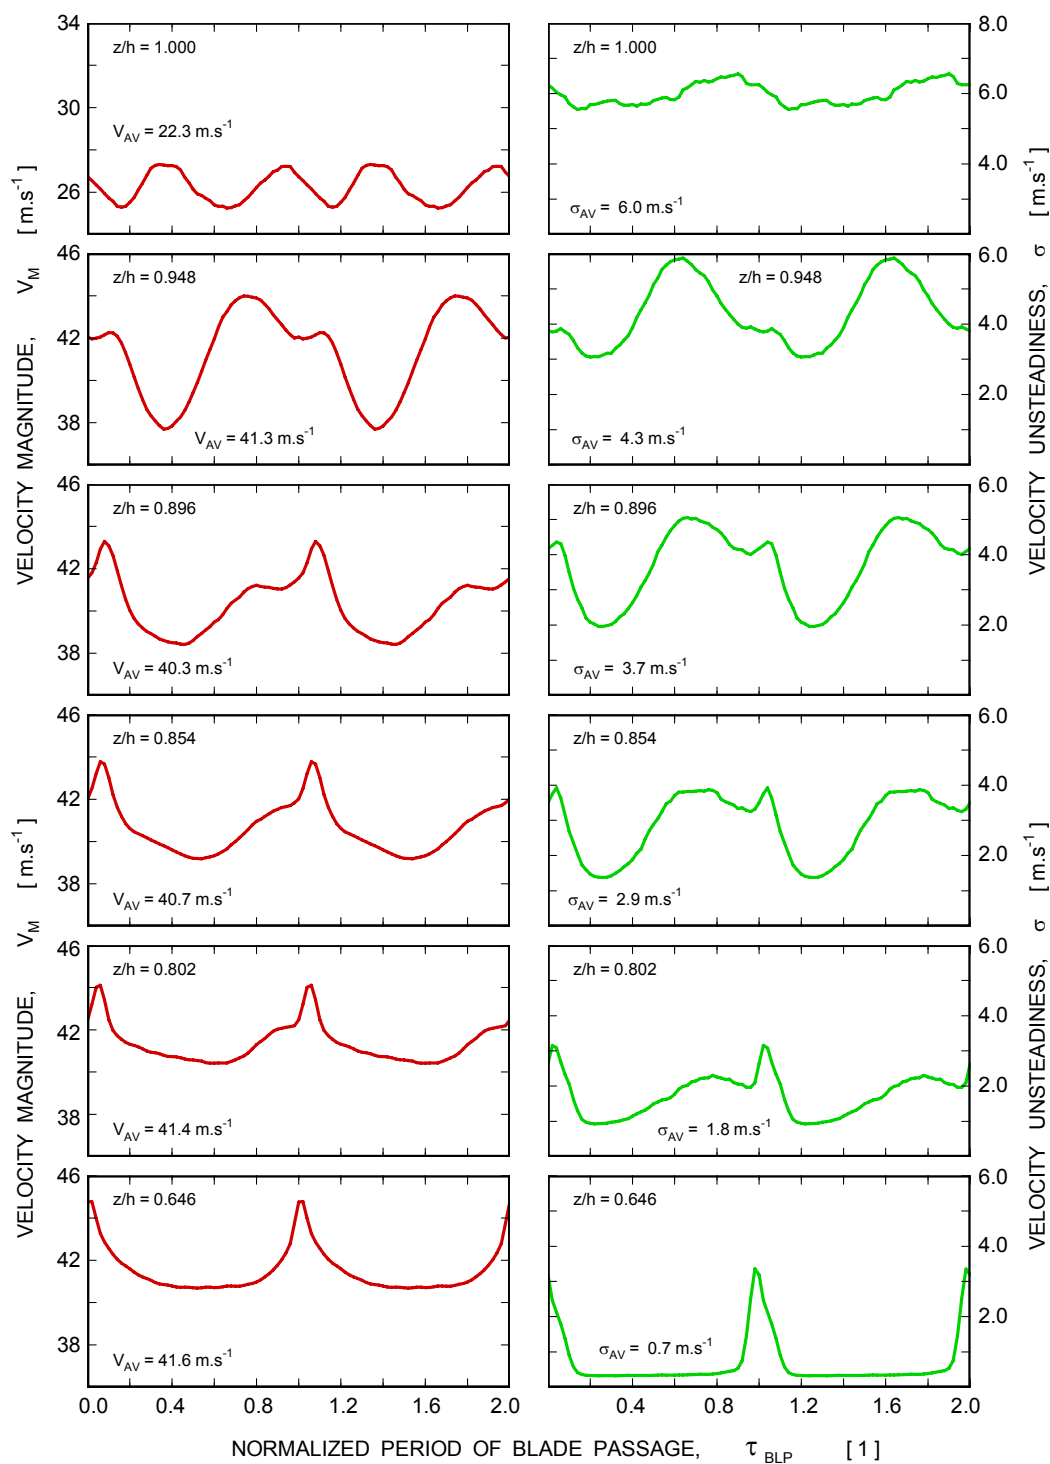 34
30
26
z/h = 1.000
V_AV = 22.3 m.s⁻¹
8.0
6.0
4.0
z/h = 1.000
σ_AV = 6.0 m.s⁻¹
46
42
38
z/h = 0.948
V_AV = 41.3 m.s⁻¹
6.0
4.0
2.0
z/h = 0.948
σ_AV = 4.3 m.s⁻¹
46
42
38
z/h = 0.896
V_AV = 40.3 m.s⁻¹
6.0
4.0
2.0
z/h = 0.896
σ_AV = 3.7 m.s⁻¹
46
42
38
z/h = 0.854
V_AV = 40.7 m.s⁻¹
6.0
4.0
2.0
z/h = 0.854
σ_AV = 2.9 m.s⁻¹
46
42
38
z/h = 0.802
V_AV = 41.4 m.s⁻¹
6.0
4.0
2.0
z/h = 0.802
σ_AV = 1.8 m.s⁻¹
46
42
38
z/h = 0.646
V_AV = 41.6 m.s⁻¹
6.0
4.0
2.0
z/h = 0.646
σ_AV = 0.7 m.s⁻¹
0.0 0.4 0.8 1.2 1.6 2.0
0.4 0.8 1.2 1.6 2.0
NORMALIZED PERIOD OF BLADE PASSAGE, τ_BLP [ 1 ]
VELOCITY MAGNITUDE, V_M [ m.s⁻¹ ]
VELOCITY MAGNITUDE, V_M [ m.s⁻¹ ]
VELOCITY UNSTEADINESS, σ [ m.s⁻¹ ]
VELOCITY UNSTEADINESS, σ [ m.s⁻¹ ]